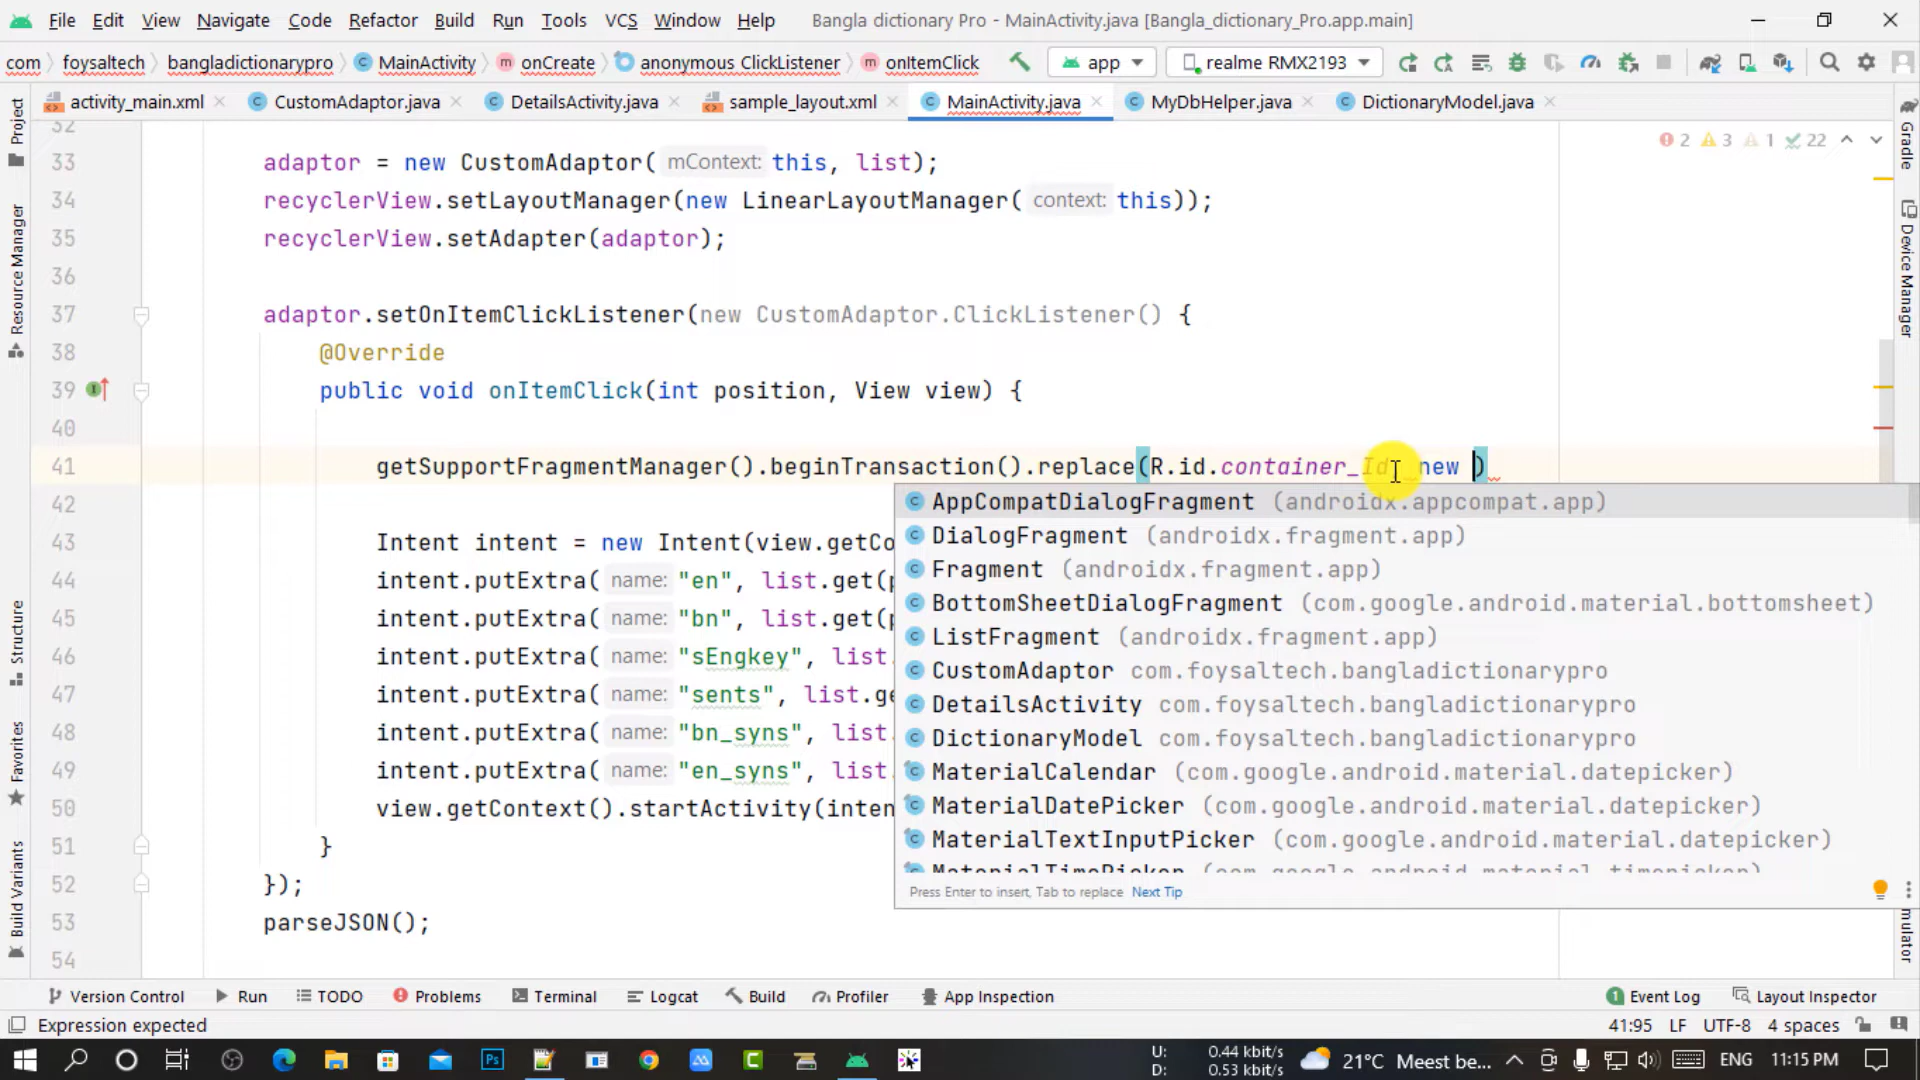 File Edit View Navigate Code Refactor Build Run Tools VCS Window Help Bangla dictionary Pro - MainActivity.java [Bangla_dictionary_Pro.app.main]
com foysaltech bangladictionarypro MainActivity onCreate anonymous ClickListener onItemClick app realme RMX2193
activity_main.xml CustomAdaptor.java DetailsActivity.java sample_layout.xml MainActivity.java MyDbHelper.java DictionaryModel.java
Project
Resource Manager
Structure
Favorites
Build Variants
Gradle
Device Manager
2 3 1 22
32
33 adaptor = new CustomAdaptor( mContext: this, list);
34 recyclerView.setLayoutManager(new LinearLayoutManager( context: this));
35 recyclerView.setAdapter(adaptor);
36
37 adaptor.setOnItemClickListener(new CustomAdaptor.ClickListener() {
38 @Override
39 public void onItemClick(int position, View view) {
40
41 getSupportFragmentManager().beginTransaction().replace(R.id.container_Id, new )
42
43 Intent intent = new Intent(view.getCo
44 intent.putExtra( name: "en", list.get(p
45 intent.putExtra( name: "bn", list.get(p
46 intent.putExtra( name: "sEngkey", list.
47 intent.putExtra( name: "sents", list.ge
48 intent.putExtra( name: "bn_syns", list.
49 intent.putExtra( name: "en_syns", list.
50 view.getContext().startActivity(inten
51 }
52 });
53 parseJSON();
54
AppCompatDialogFragment (androidx.appcompat.app)
DialogFragment (androidx.fragment.app)
Fragment (androidx.fragment.app)
BottomSheetDialogFragment (com.google.android.material.bottomsheet)
ListFragment (androidx.fragment.app)
CustomAdaptor com.foysaltech.bangladictionarypro
DetailsActivity com.foysaltech.bangladictionarypro
DictionaryModel com.foysaltech.bangladictionarypro
MaterialCalendar (com.google.android.material.datepicker)
MaterialDatePicker (com.google.android.material.datepicker)
MaterialTextInputPicker (com.google.android.material.datepicker)
MaterialTimePicker (com.google.android.material.timepicker)
Press Enter to insert, Tab to replace Next Tip
Version Control Run TODO Problems Terminal Logcat Build Profiler App Inspection 1 Event Log Layout Inspector
Expression expected 41:95 LF UTF-8 4 spaces
U: 0.44 kbit/s
D: 0.53 kbit/s
21°C Meest be... ENG 11:15 PM